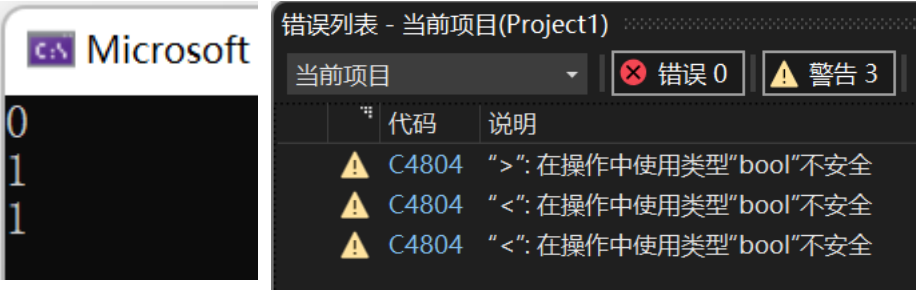 Microsoft
0
1
1
错误列表 - 当前项目(Project1)
当前项目 错误 0 警告 3
代码 说明
C4804 “>”: 在操作中使用类型“bool”不安全
C4804 “<”: 在操作中使用类型“bool”不安全
C4804 “<”: 在操作中使用类型“bool”不安全